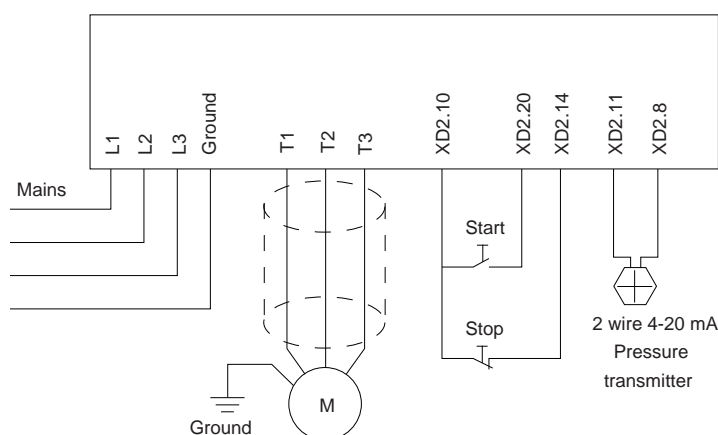 L1
L2
L3
Ground
T1
T2
T3
XD2.10
XD2.20
XD2.14
XD2.11
XD2.8
Mains
Start
Stop
2 wire 4-20 mA
Pressure
transmitter
M
Ground